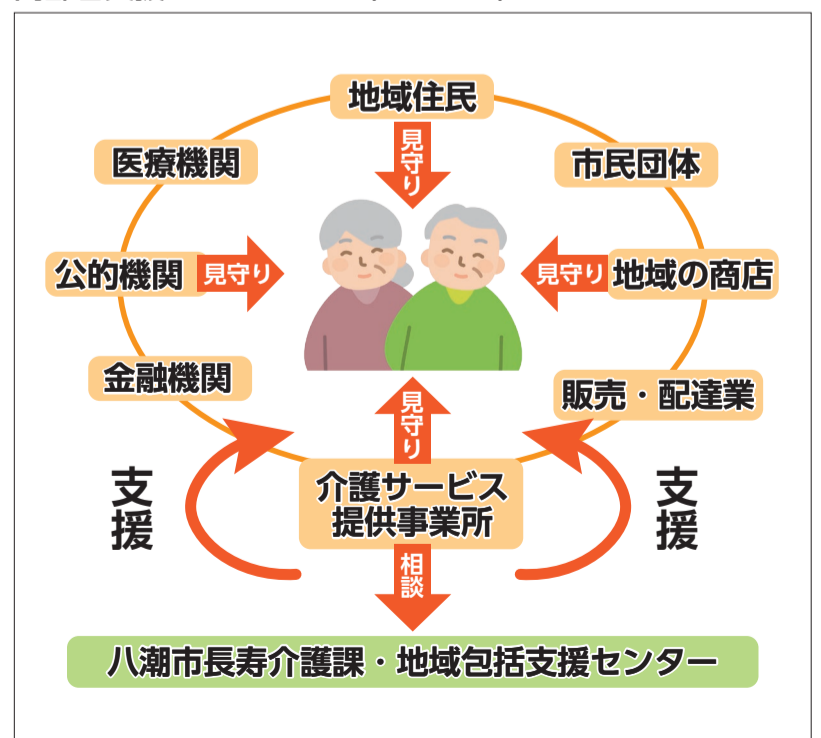 地域住民
見守り
医療機関
市民団体
公的機関
見守り
見守り
地域の商店
金融機関
販売・配達業
見守り
介護サービス
提供事業所
支援
支援
相談
八潮市長寿介護課・地域包括支援センター